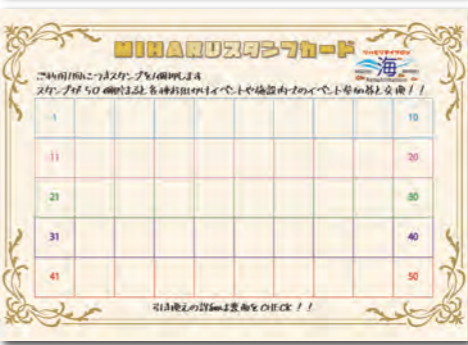 MIHARUスタンプカード
海
ご利用1回につきスタンプを1個押します
スタンプが50個貯まると各種お出かけイベントや施設内でのイベント参加券と交換！！
1 10
11 20
21 30
31 40
41 50
引き換えの詳細は裏面をCHECK！！